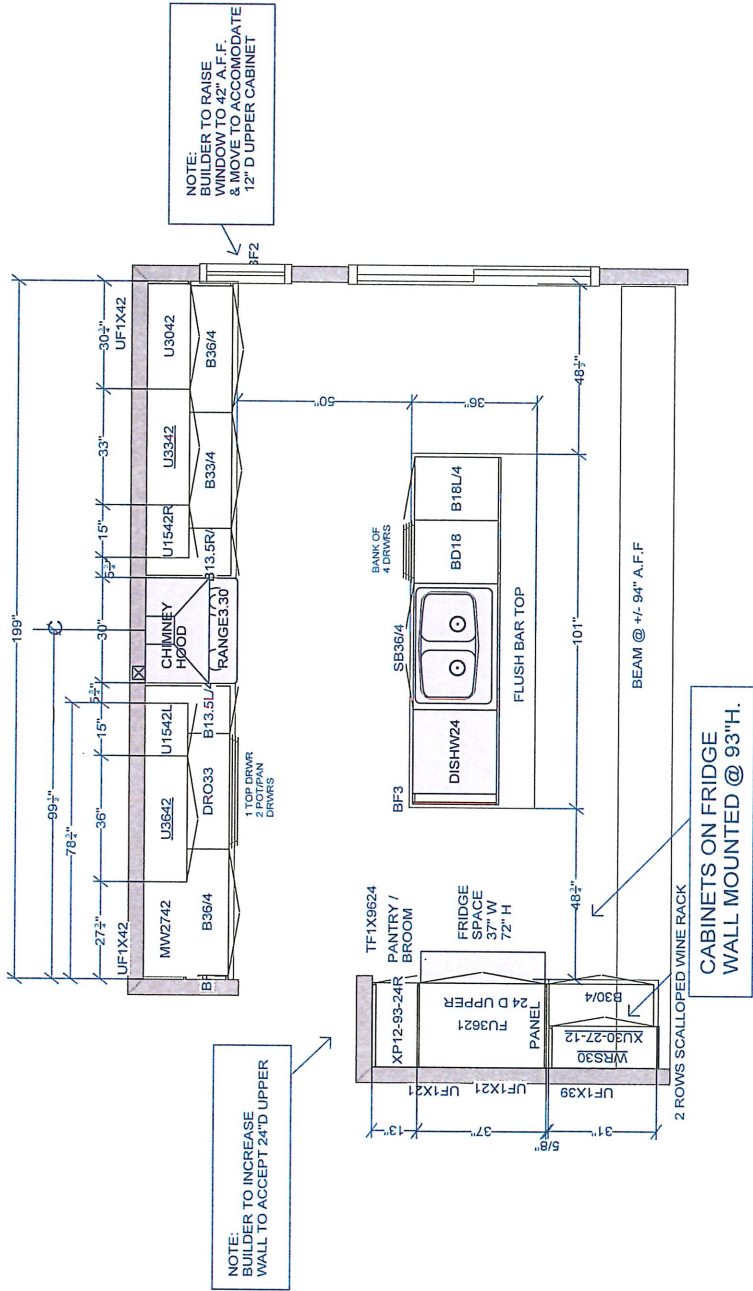 NOTE:
BUILDER TO RAISE
WINDOW TO 42" A.F.F.
& MOVE TO ACCOMODATE
12" D UPPER CABINET
199"
99½"
78¾"
27¾"
36"
15"
30"
15"
33"
30¾"
UF1X42
UF1X42
BF2
MW2742
U3642
U1542L
CHIMNEY
HOOD
U1542R
U3342
U3042
B36/4
DRO33
B13.5L/
RANGE3.30
B13.5R/
B33/4
B36/4
1 TOP DRWR
2 POT/PAN
DRWRS
50"
36"
BANK OF
4 DRWRS
BF3
DISHW24
SB36/4
BD18
B18L/4
FLUSH BAR TOP
48¾"
101"
48½"
BEAM @ +/- 94" A.F.F
NOTE:
BUILDER TO INCREASE
WALL TO ACCEPT 24"D UPPER
TF1X9624
PANTRY /
BROOM
FRIDGE
SPACE
37" W
72" H
XP12-93-24R
FU3621
24 D UPPER
PANEL
WRS30
XU30-27-12
B30/4
UF1X21
UF1X21
UF1X39
13"
37"
5/8"
31"
2 ROWS SCALLOPED WINE RACK
CABINETS ON FRIDGE
WALL MOUNTED @ 93"H.